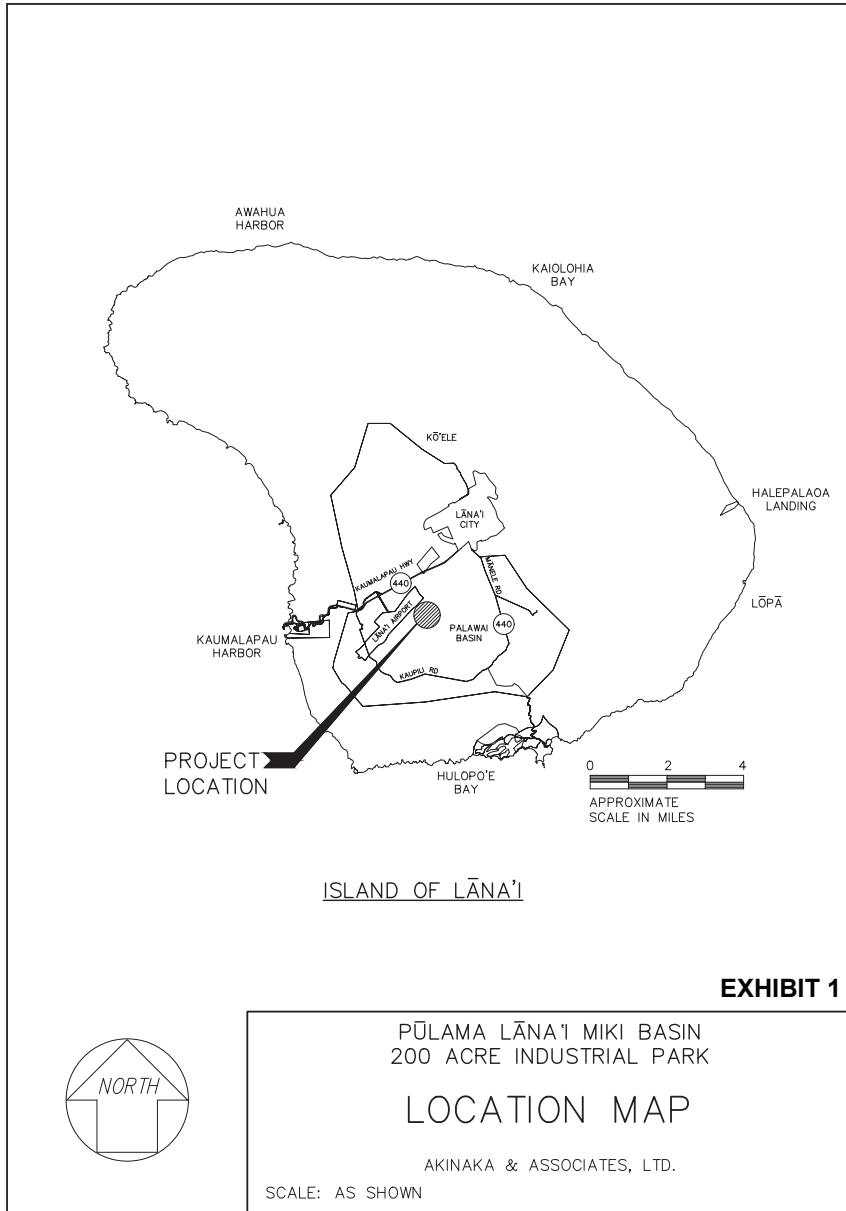 AWAHUA
HARBOR
KAIOLOHIA
BAY
KŌ'ELE
HALEPALAOA
LANDING
LĀNA'I
CITY
KAUMALAPAU HWY
440
MĀNELE RD
LĀNA'I AIRPORT
LŌPĀ
PALAWAI
BASIN
440
KAUMALAPAU
HARBOR
KAUPILI RD
PROJECT
LOCATION
HULOPO'E
BAY
0 2 4
APPROXIMATE
SCALE IN MILES
ISLAND OF LĀNA'I
EXHIBIT 1
NORTH
PŪLAMA LĀNA'I MIKI BASIN
200 ACRE INDUSTRIAL PARK
LOCATION MAP
AKINAKA & ASSOCIATES, LTD.
SCALE: AS SHOWN